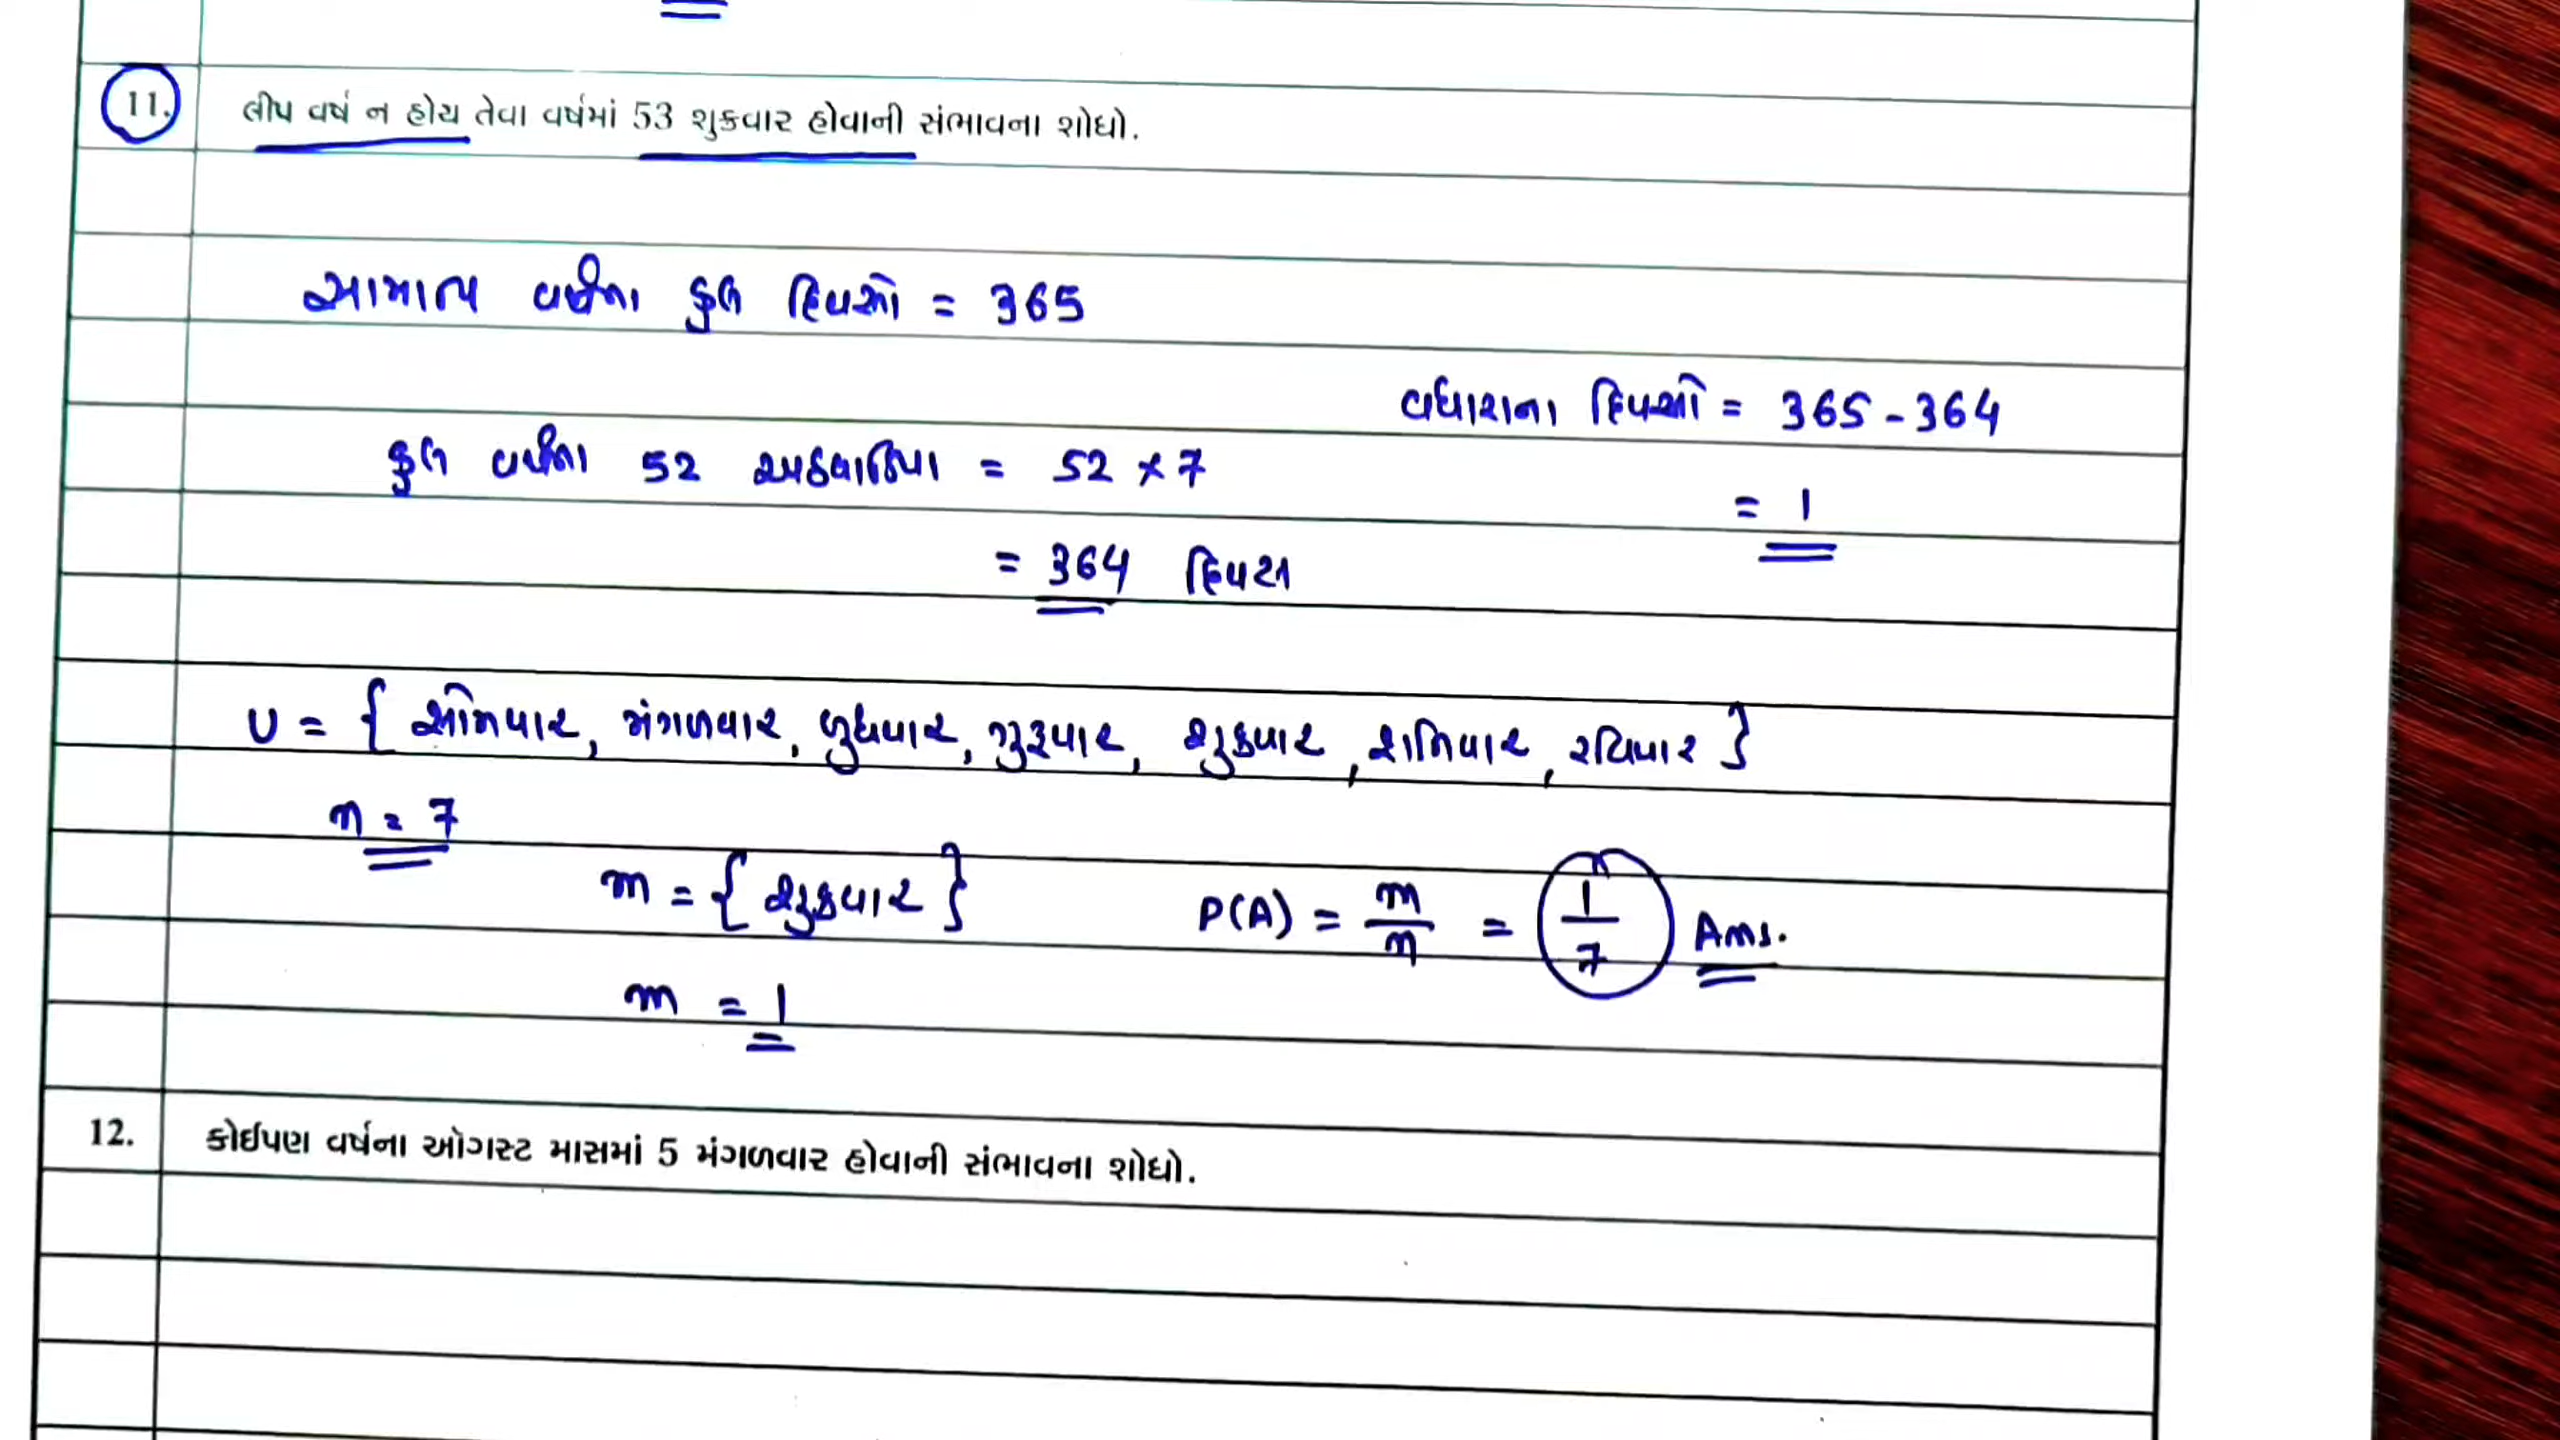 11. લીપ વર્ષ ન હોય તેવા વર્ષમાં 53 શુક્રવાર હોવાની સંભાવના શોધો.
સામાન્ય વર્ષના કુલ દિવસો = 365
વધારાના દિવસો = 365 - 364
કુલ વર્ષના 52 અઠવાડિયા = 52 × 7
= 1
= 364 દિવસ
U = { સોમવાર, મંગળવાર, બુધવાર, ગુરૂવાર, શુક્રવાર, શનિવાર, રવિવાર }
n = 7
m = { શુક્રવાર }
P(A) = m/n = 1/7 Ans.
m = 1
12. કોઈપણ વર્ષના ઑગસ્ટ માસમાં 5 મંગળવાર હોવાની સંભાવના શોધો.